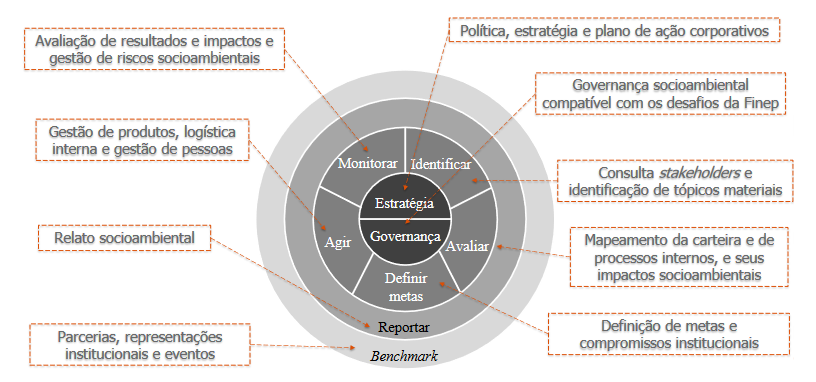 Política, estratégia e plano de ação corporativos
Avaliação de resultados e impactos e
gestão de riscos socioambientais
Governança socioambiental
compatível com os desafios da Finep
Gestão de produtos, logística
interna e gestão de pessoas
Monitorar
Identificar
Consulta stakeholders e
identificação de tópicos materiais
Estratégia
Governança
Relato socioambiental
Agir
Avaliar
Mapeamento da carteira e de
processos internos, e seus
impactos socioambientais
Definir
metas
Reportar
Definição de metas e
compromissos institucionais
Parcerias, representações
institucionais e eventos
Benchmark